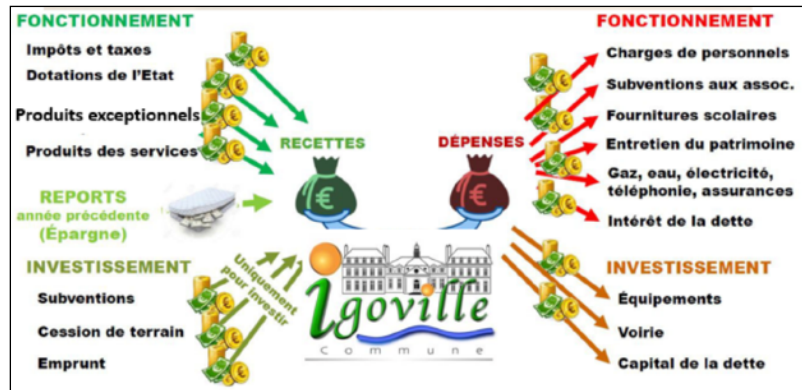 FONCTIONNEMENT
Impôts et taxes
Dotations de l'Etat
Produits exceptionnels
Produits des services
REPORTS
année précédente
(Épargne)
INVESTISSEMENT
Subventions
Cession de terrain
Emprunt
Uniquement
pour investir
RECETTES
€
DÉPENSES
€
Igoville
Commune
FONCTIONNEMENT
Charges de personnels
Subventions aux assoc.
Fournitures scolaires
Entretien du patrimoine
Gaz, eau, électricité,
téléphonie, assurances
Intérêt de la dette
INVESTISSEMENT
Équipements
Voirie
Capital de la dette